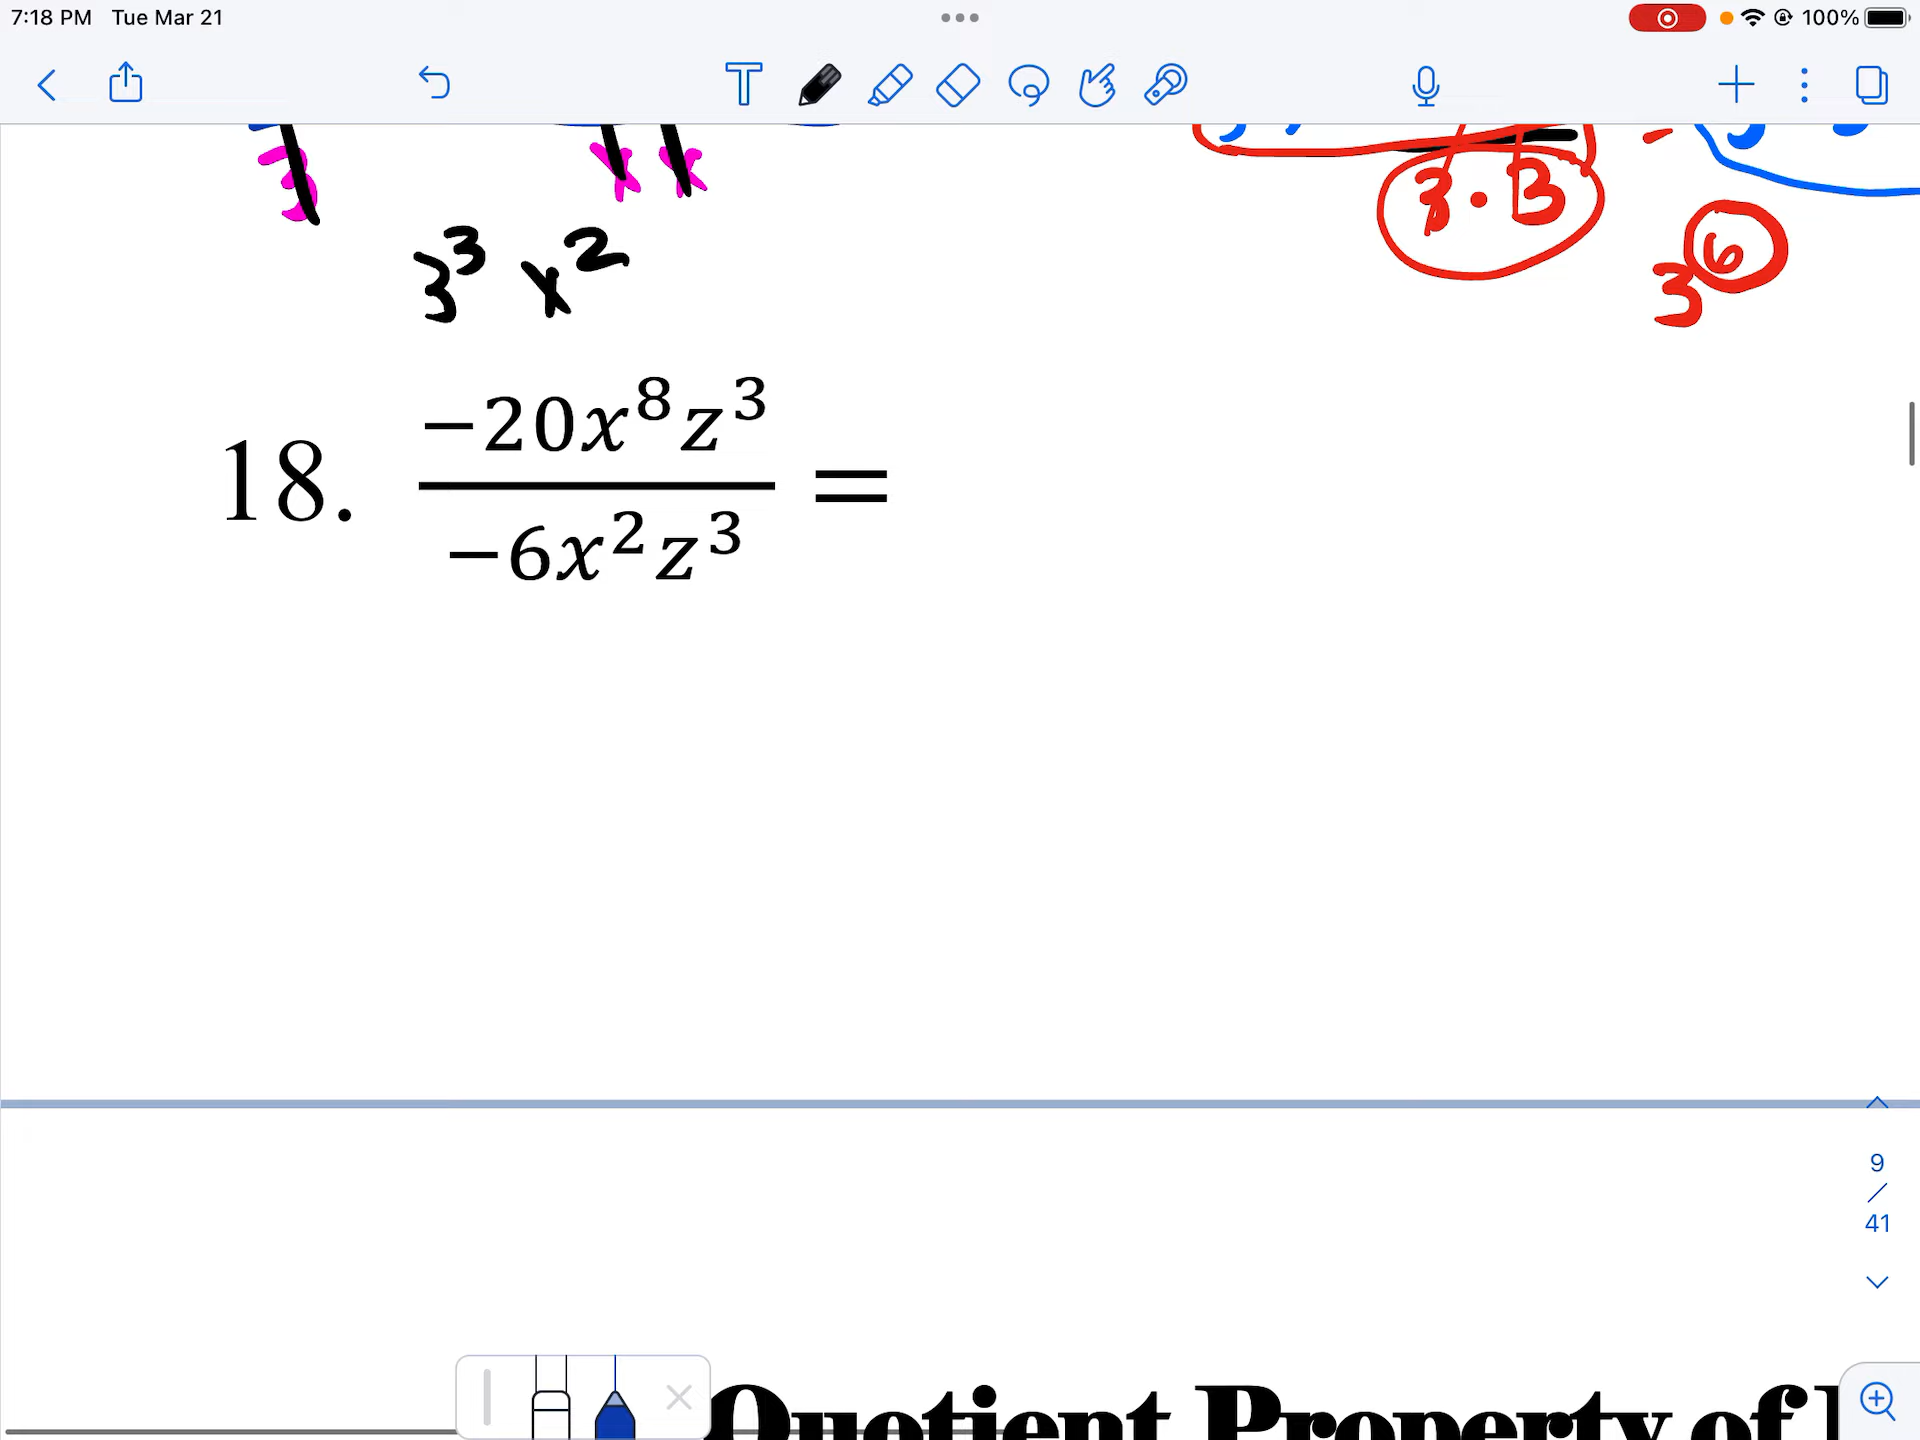 7:18 PM Tue Mar 21
100%
T
3 x x
3 · 3
3³ x²
3⁶
18. −20x⁸z³ / −6x²z³ =
9
/
41
Quotient Property of